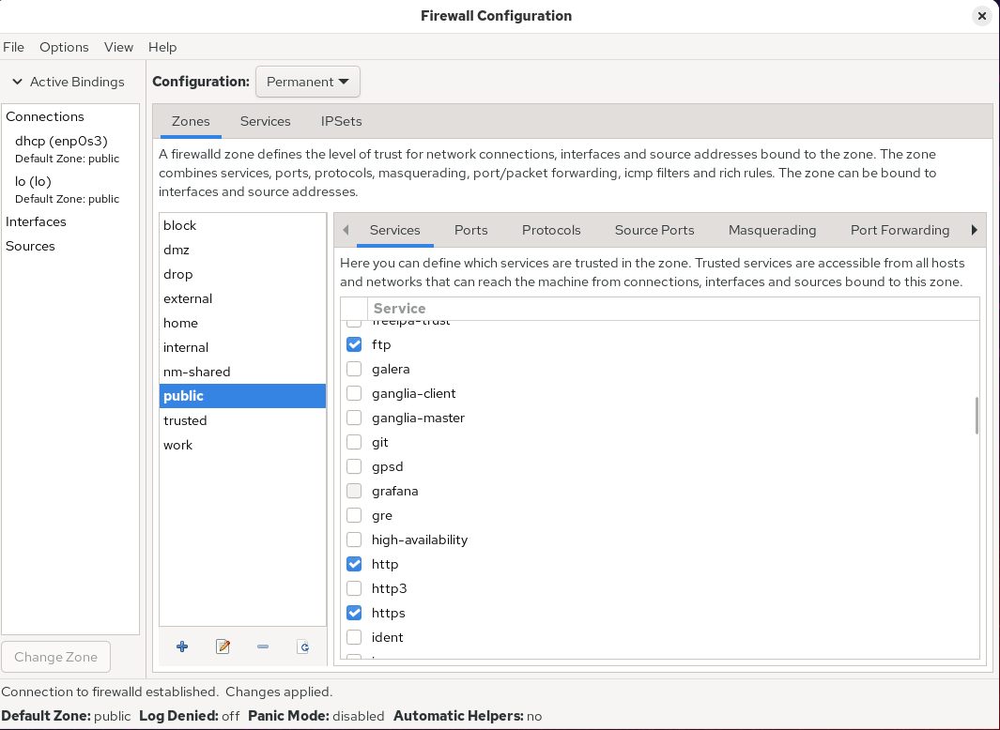 Firewall Configuration
File Options View Help
Active Bindings
Configuration: Permanent
Connections
dhcp (enp0s3)
Default Zone: public
lo (lo)
Default Zone: public
Interfaces
Sources
Change Zone
Zones Services IPSets
A firewalld zone defines the level of trust for network connections, interfaces and source addresses bound to the zone. The zone
combines services, ports, protocols, masquerading, port/packet forwarding, icmp filters and rich rules. The zone can be bound to
interfaces and source addresses.
block
dmz
drop
external
home
internal
nm-shared
public
trusted
work
Services Ports Protocols Source Ports Masquerading Port Forwarding
Here you can define which services are trusted in the zone. Trusted services are accessible from all hosts
and networks that can reach the machine from connections, interfaces and sources bound to this zone.
Service
freeipa-trust
ftp
galera
ganglia-client
ganglia-master
git
gpsd
grafana
gre
high-availability
http
http3
https
ident
Connection to firewalld established. Changes applied.
Default Zone: public Log Denied: off Panic Mode: disabled Automatic Helpers: no